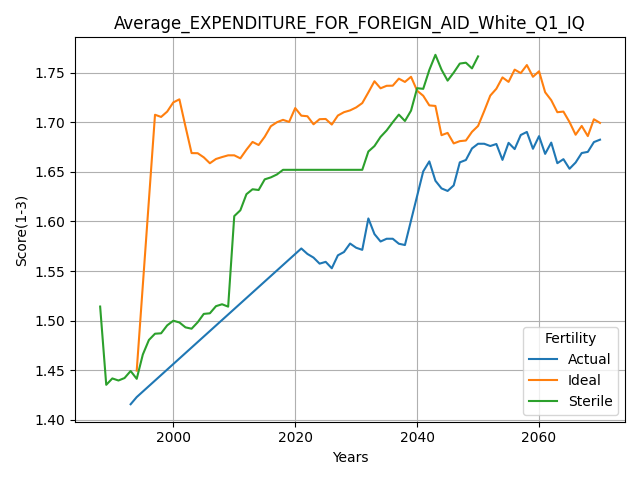 Average_EXPENDITURE_FOR_FOREIGN_AID_White_Q1_IQ
Score(1-3)
1.75
1.70
1.65
1.60
1.55
1.50
1.45
1.40
2000
2020
2040
2060
Years
Fertility
Actual
Ideal
Sterile